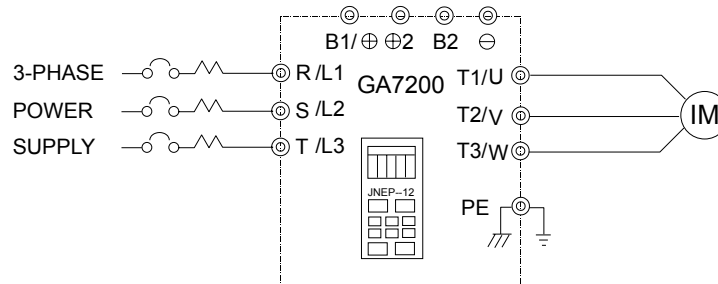 B1/⊕ ⊕2 B2 ⊖
3-PHASE R/L1 GA7200 T1/U
POWER S/L2 T2/V IM
SUPPLY T/L3 T3/W
JNEP--12
PE